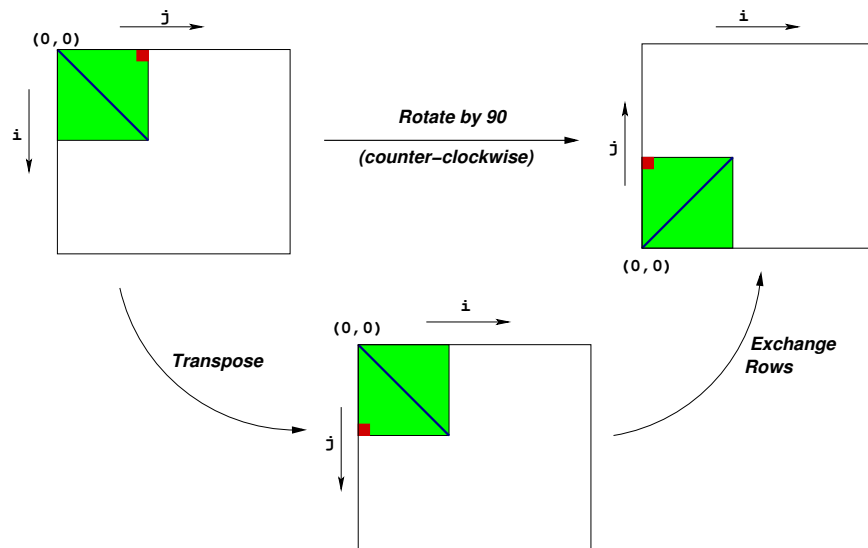 j
(0,0)
i
Rotate by 90
(counter−clockwise)
i
j
(0,0)
Transpose
(0,0)
i
j
Exchange
Rows